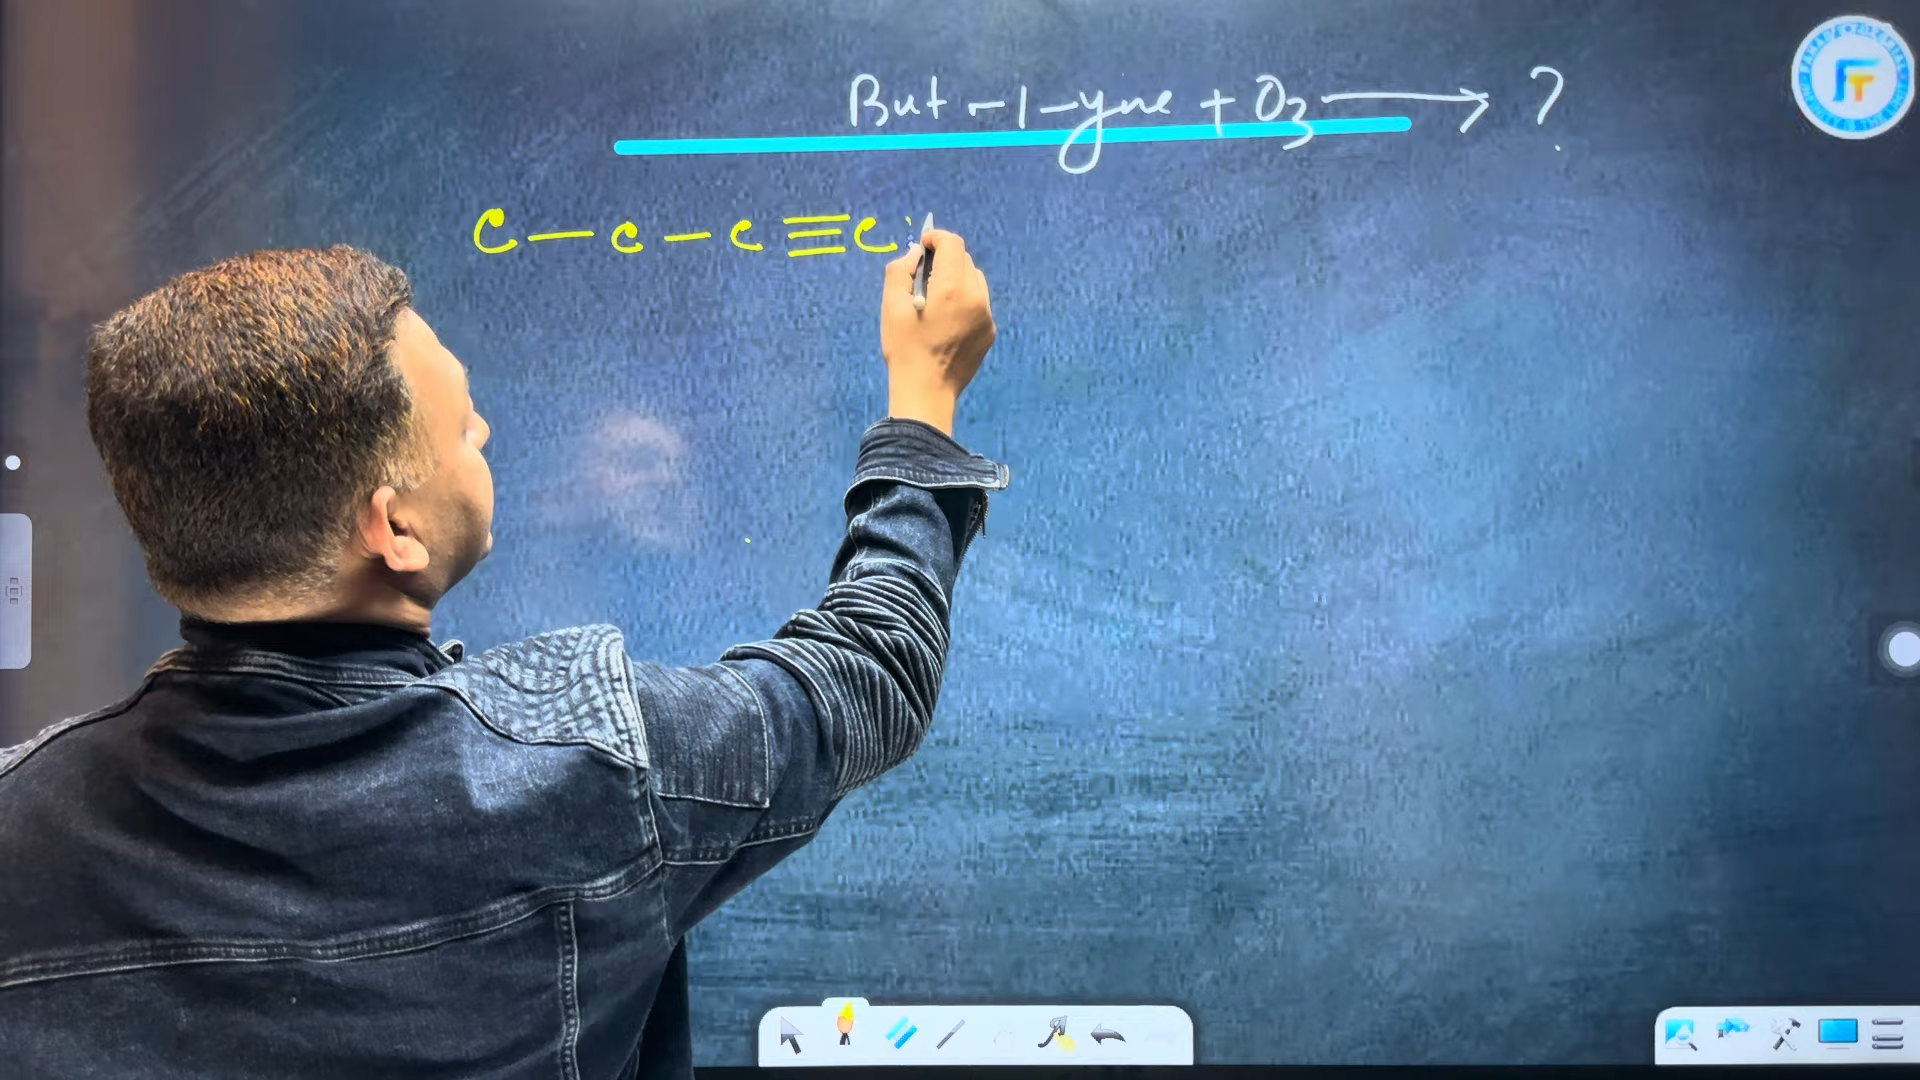 But-1-yne + O3 → ?
C — C — C ≡ C